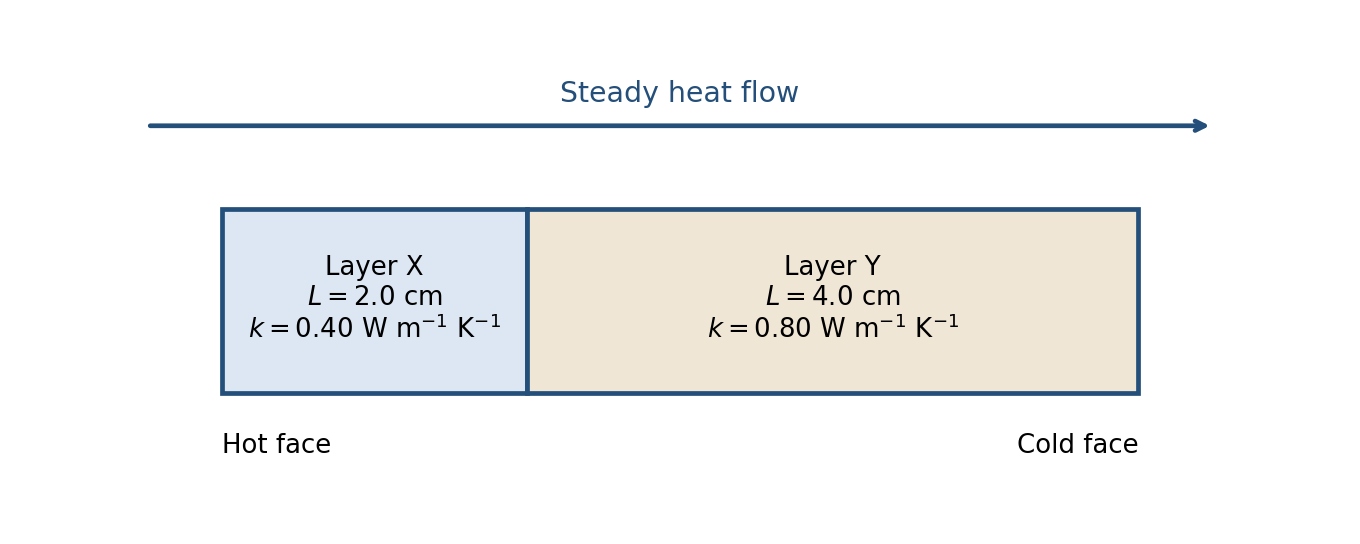 Steady heat flow
Layer X
L = 2.0 cm
k = 0.40 W m⁻¹ K⁻¹
Layer Y
L = 4.0 cm
k = 0.80 W m⁻¹ K⁻¹
Hot face
Cold face